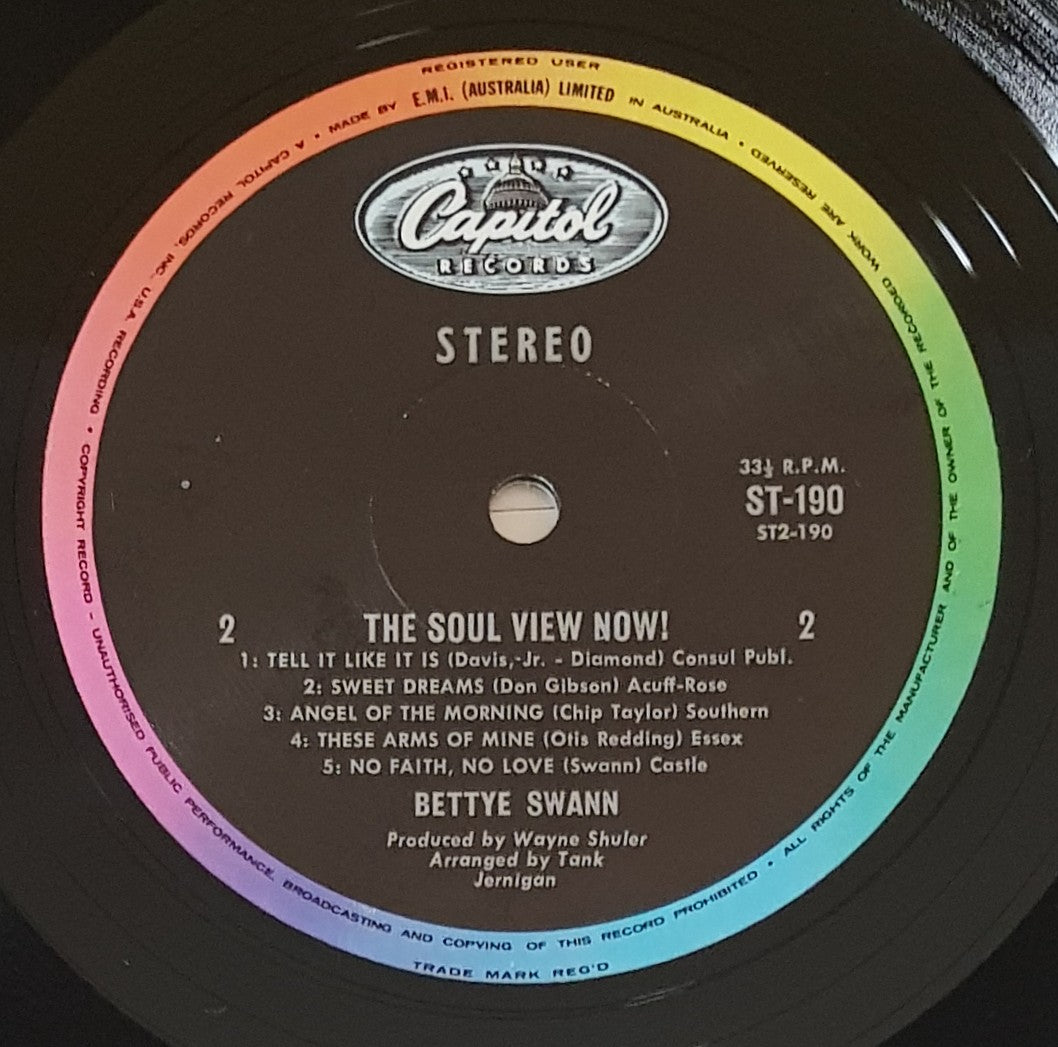 REGISTERED USER
A CAPITOL RECORDS, INC. U.S.A. RECORDING • MADE BY E.M.I. (AUSTRALIA) LIMITED IN AUSTRALIA •
Capitol
RECORDS
STEREO
33⅓ R.P.M.
ST-190
ST2-190
2 THE SOUL VIEW NOW! 2
1: TELL IT LIKE IT IS (Davis,-Jr. - Diamond) Consul Publ.
2: SWEET DREAMS (Don Gibson) Acuff-Rose
3: ANGEL OF THE MORNING (Chip Taylor) Southern
4: THESE ARMS OF MINE (Otis Redding) Essex
5: NO FAITH, NO LOVE (Swann) Castle
BETTYE SWANN
Produced by Wayne Shuler
Arranged by Tank
Jernigan
COPYRIGHT RECORD - UNAUTHORISED PUBLIC PERFORMANCE, BROADCASTING AND COPYING OF THIS RECORD PROHIBITED • ALL RIGHTS OF THE MANUFACTURER AND OF THE OWNER OF THE RECORDED WORK ARE RESERVED •
TRADE MARK REG'D